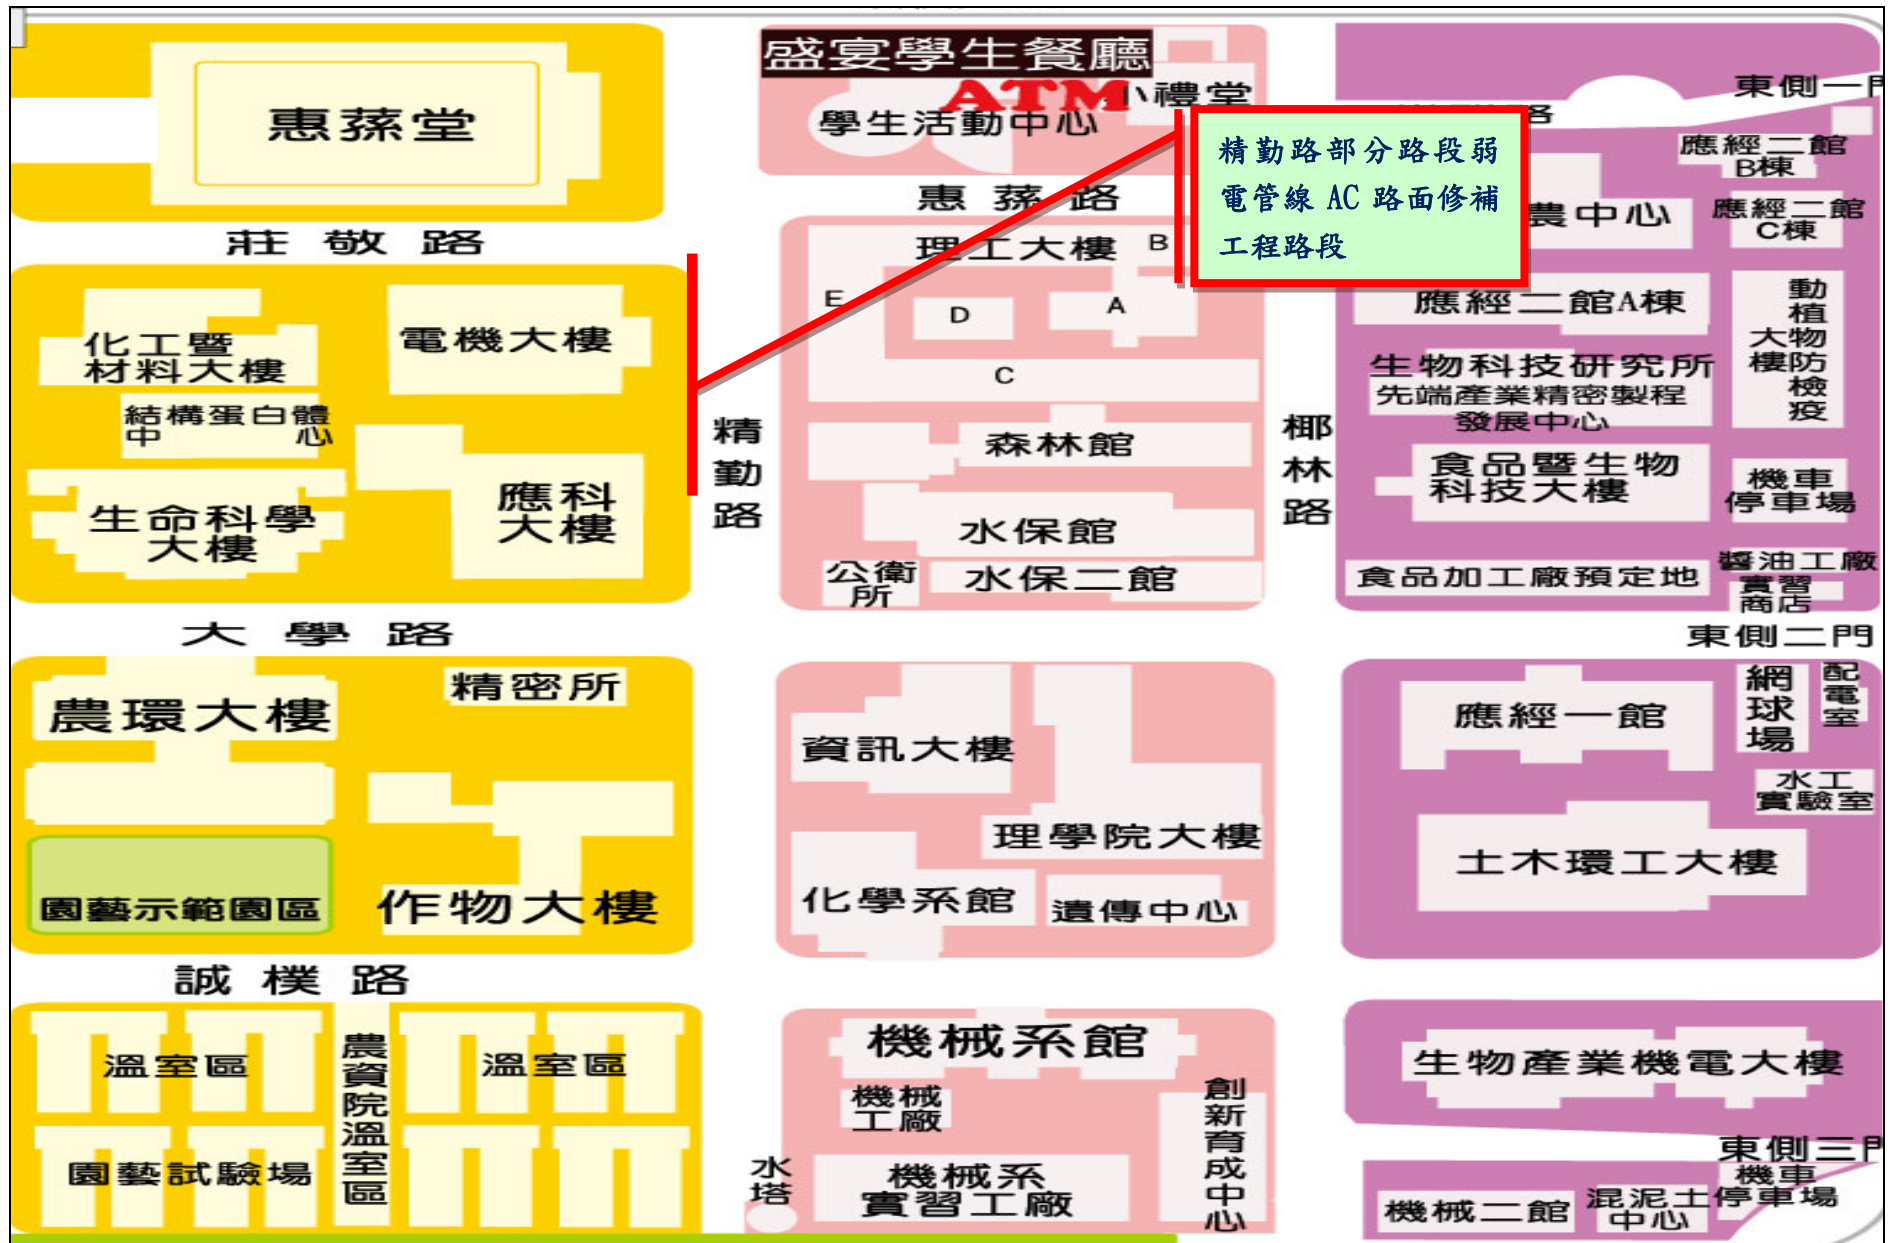 盛宴學生餐廳
ATM
小禮堂
學生活動中心
惠蓀堂
東側一門
路
精勤路部分路段弱
電管線 AC 路面修補
工程路段
應經二館
B棟
惠蓀路
農中心
應經二館
C棟
莊敬路
理工大樓
B
E
D
A
C
應經二館A棟
動植
大物
樓防
檢
疫
化工暨
材料大樓
電機大樓
生物科技研究所
先端產業精密製程
發展中心
結構蛋白體
中心
精勤路
森林館
椰林路
食品暨生物
科技大樓
機車
停車場
生命科學
大樓
應科
大樓
水保館
公衛
所
水保二館
食品加工廠預定地
醬油工廠
實習
商店
大學路
東側二門
農環大樓
精密所
資訊大樓
應經一館
網球場
配電室
水工
實驗室
理學院大樓
土木環工大樓
園藝示範園區
作物大樓
化學系館
遺傳中心
誠樸路
溫室區
農資院溫室區
溫室區
機械系館
機械
工廠
創新育成中心
生物產業機電大樓
東側三門
園藝試驗場
水塔
機械系
實習工廠
機械二館
混泥土
中心
機車
停車場